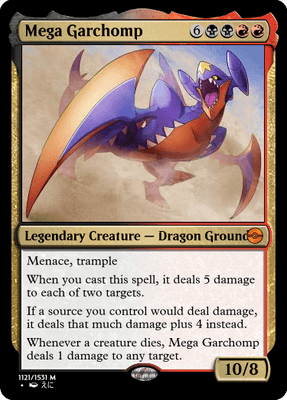 Mega Garchomp 6
Legendary Creature — Dragon Ground
Menace, trample
When you cast this spell, it deals 5 damage
to each of two targets.
If a source you control would deal damage,
it deals that much damage plus 4 instead.
Whenever a creature dies, Mega Garchomp
deals 1 damage to any target.
10/8
1121/1531 M
• えに